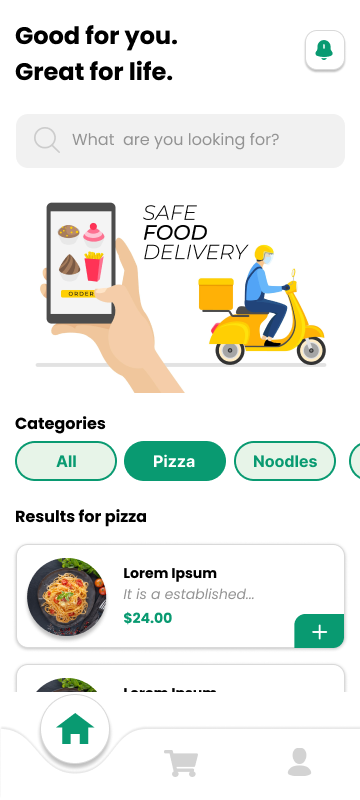 Good for you.
Great for life.
What are you looking for?
SAFE
FOOD
DELIVERY
ORDER
Categories
All
Pizza
Noodles
Results for pizza
Lorem Ipsum
It is a established...
$24.00
Lorem Ipsum